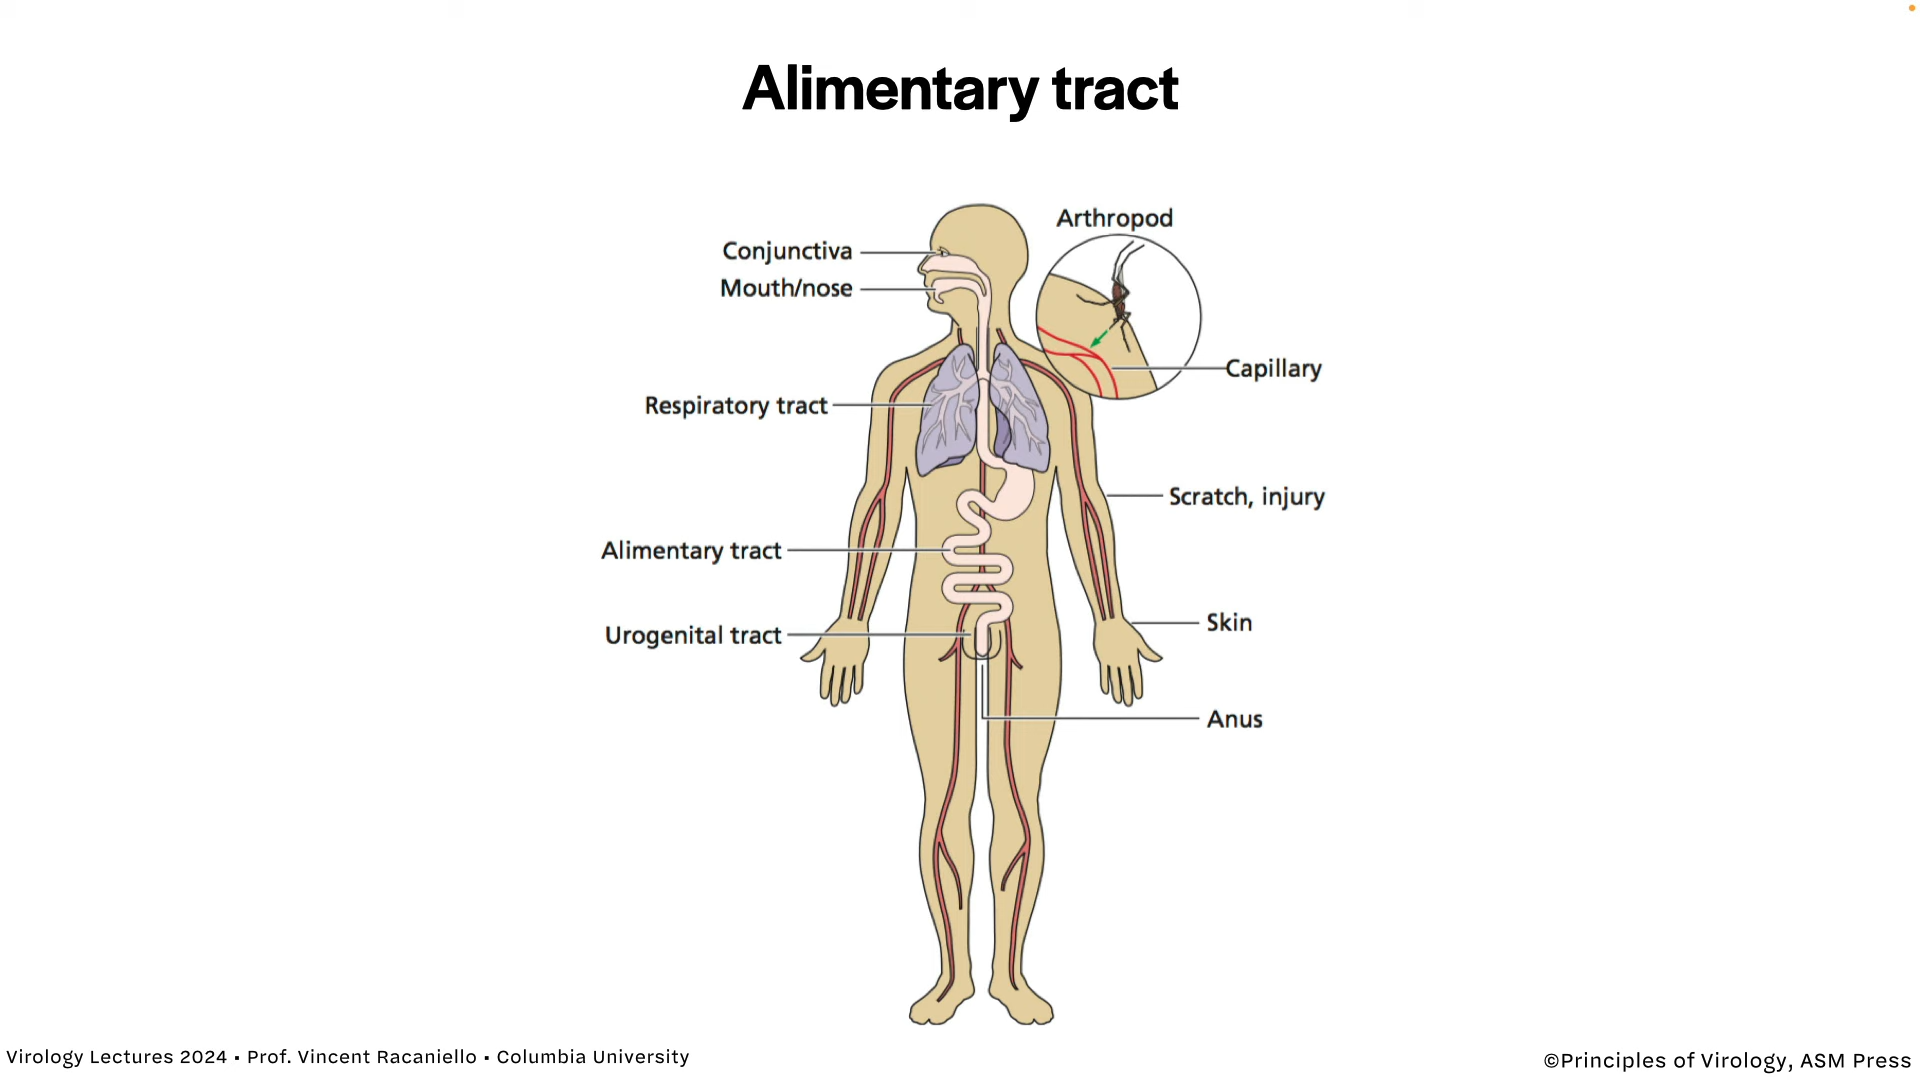 Alimentary tract
Arthropod
Conjunctiva
Mouth/nose
Capillary
Respiratory tract
Scratch, injury
Alimentary tract
Skin
Urogenital tract
Anus
Virology Lectures 2024 • Prof. Vincent Racaniello • Columbia University
©Principles of Virology, ASM Press